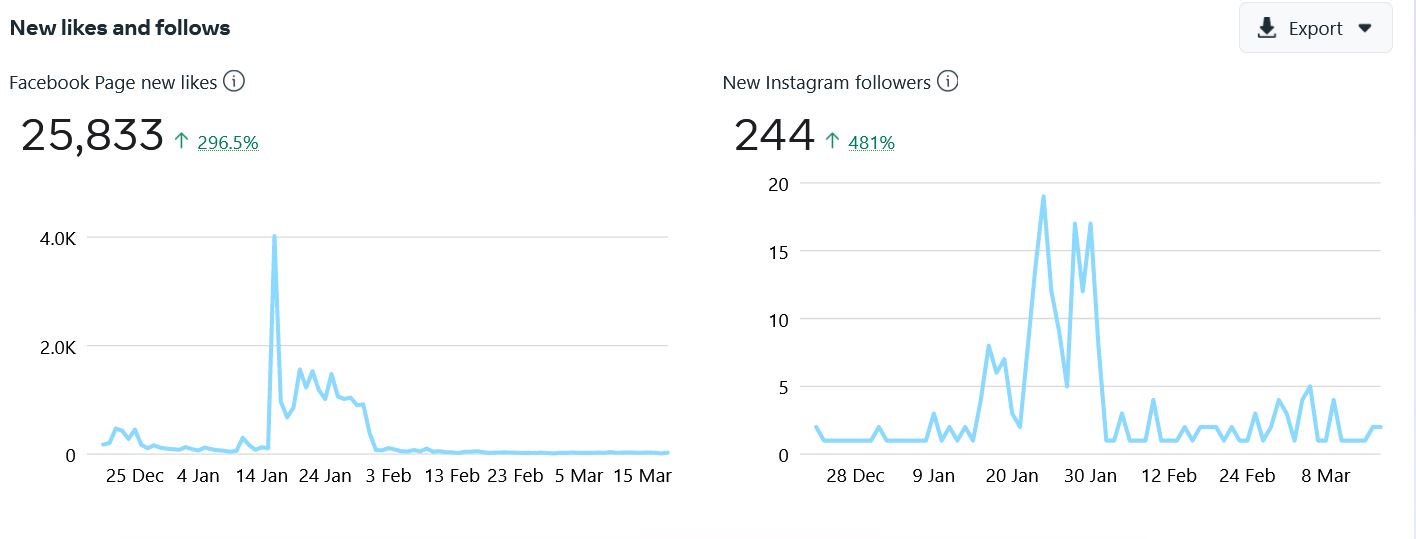 New likes and follows
Export
Facebook Page new likes
25,833 ↑ 296.5%
4.0K
2.0K
0
25 Dec 4 Jan 14 Jan 24 Jan 3 Feb 13 Feb 23 Feb 5 Mar 15 Mar
New Instagram followers
244 ↑ 481%
20
15
10
5
0
28 Dec 9 Jan 20 Jan 30 Jan 12 Feb 24 Feb 8 Mar